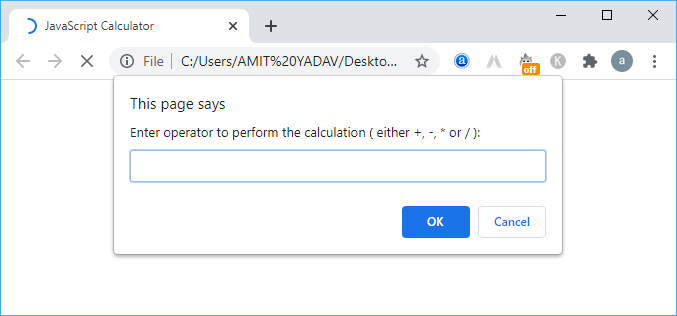 JavaScript Calculator
File | C:/Users/AMIT%20YADAV/Deskto...
a
off
K
a
This page says
Enter operator to perform the calculation ( either +, -, * or / ):
OK
Cancel